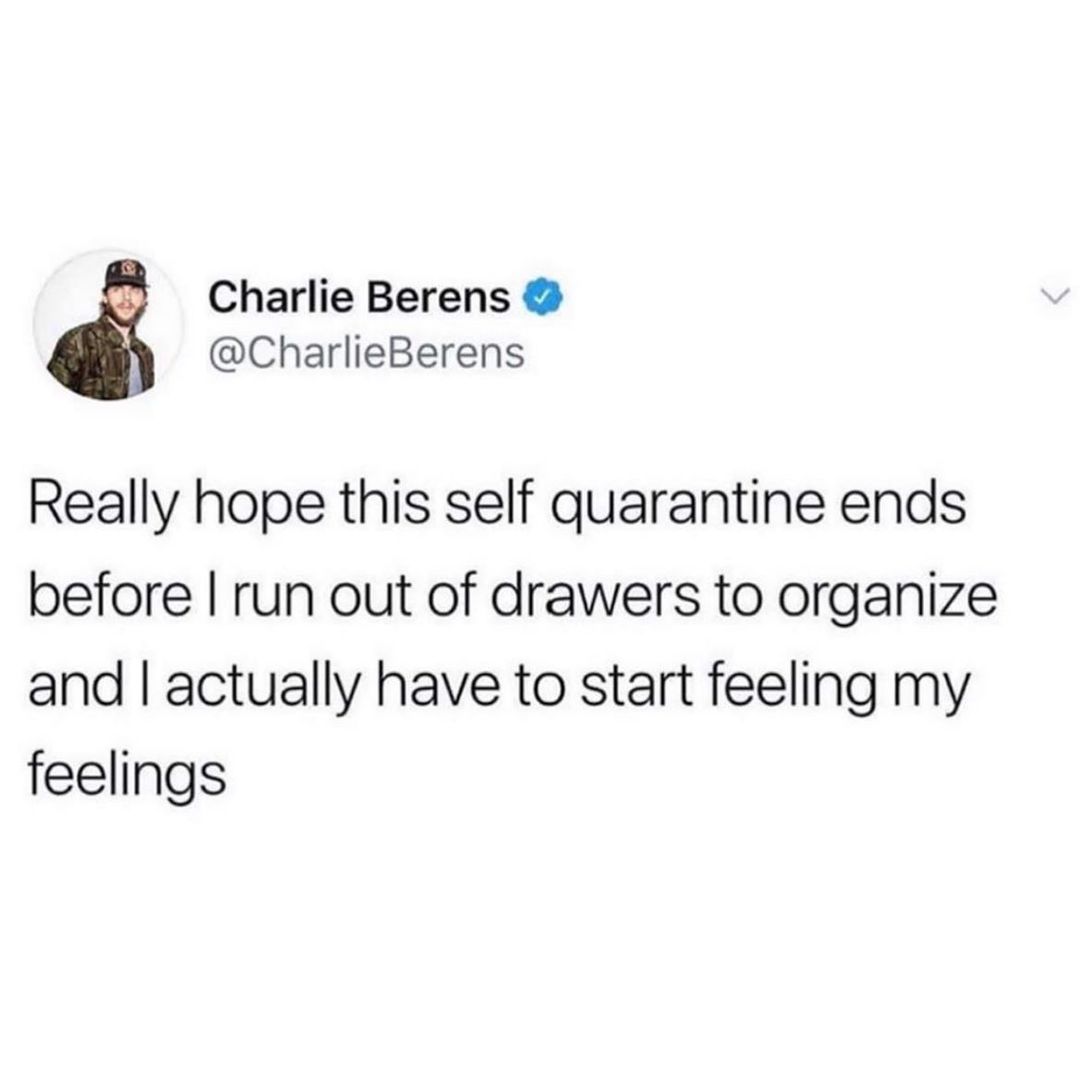 Charlie Berens
@CharlieBerens
Really hope this self quarantine ends
before I run out of drawers to organize
and I actually have to start feeling my
feelings